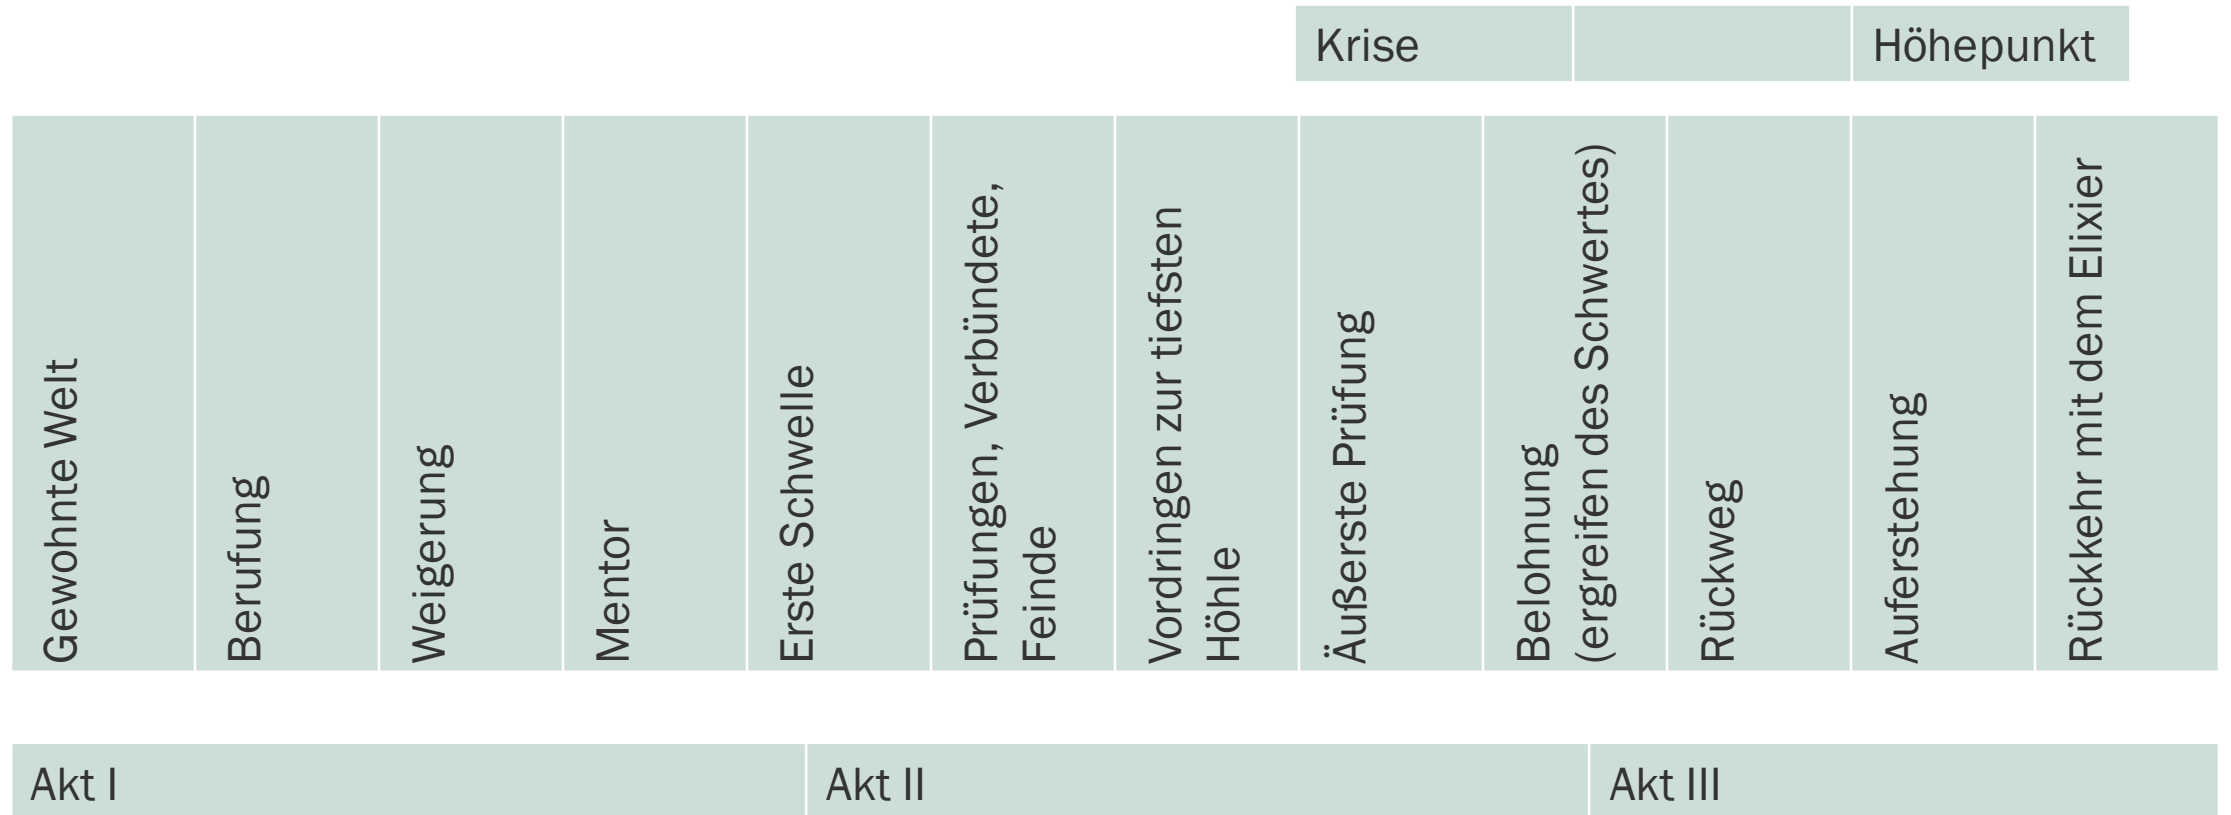 Krise
Höhepunkt
Gewohnte Welt
Berufung
Weigerung
Mentor
Erste Schwelle
Prüfungen, Verbündete,
Feinde
Vordringen zur tiefsten
Höhle
Äußerste Prüfung
Belohnung
(ergreifen des Schwertes)
Rückweg
Auferstehung
Rückkehr mit dem Elixier
Akt I
Akt II
Akt III